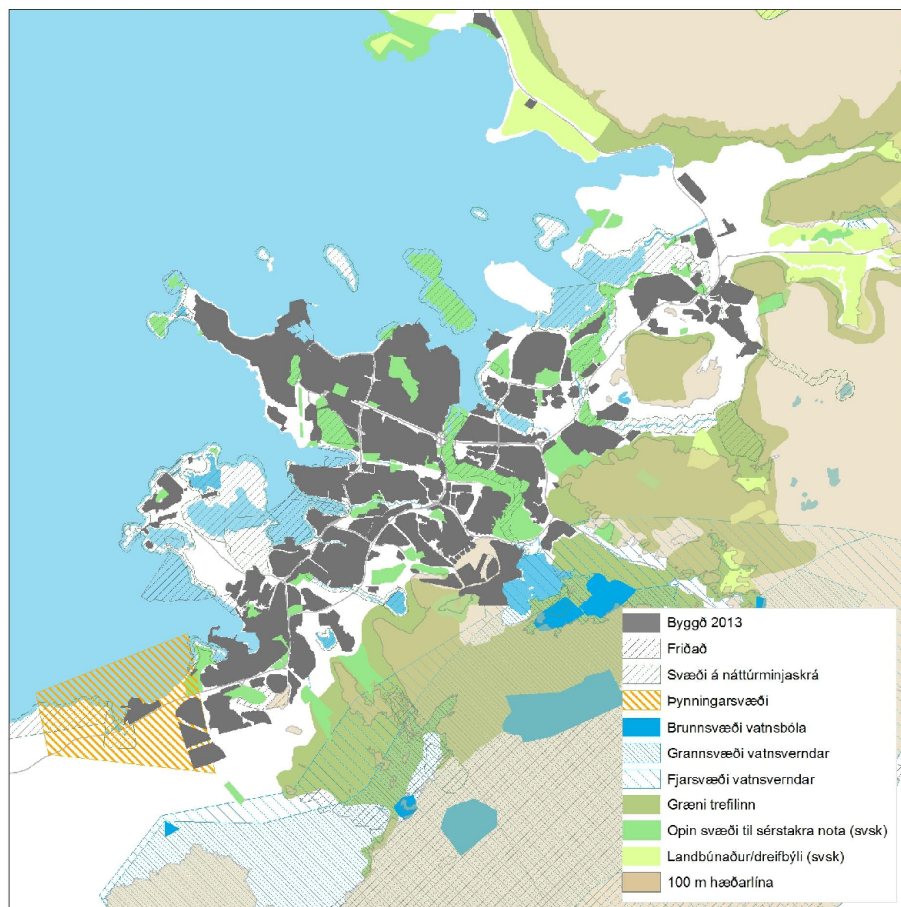 Byggð 2013
Friðað
Svæði á náttúrminjaskrá
Þynningarsvæði
Brunnsvæði vatnsbóla
Grannsvæði vatnsverndar
Fjarsvæði vatnsverndar
Græni trefilinn
Opin svæði til sérstakra nota (svsk)
Landbúnaður/dreifbýli (svsk)
100 m hæðarlína